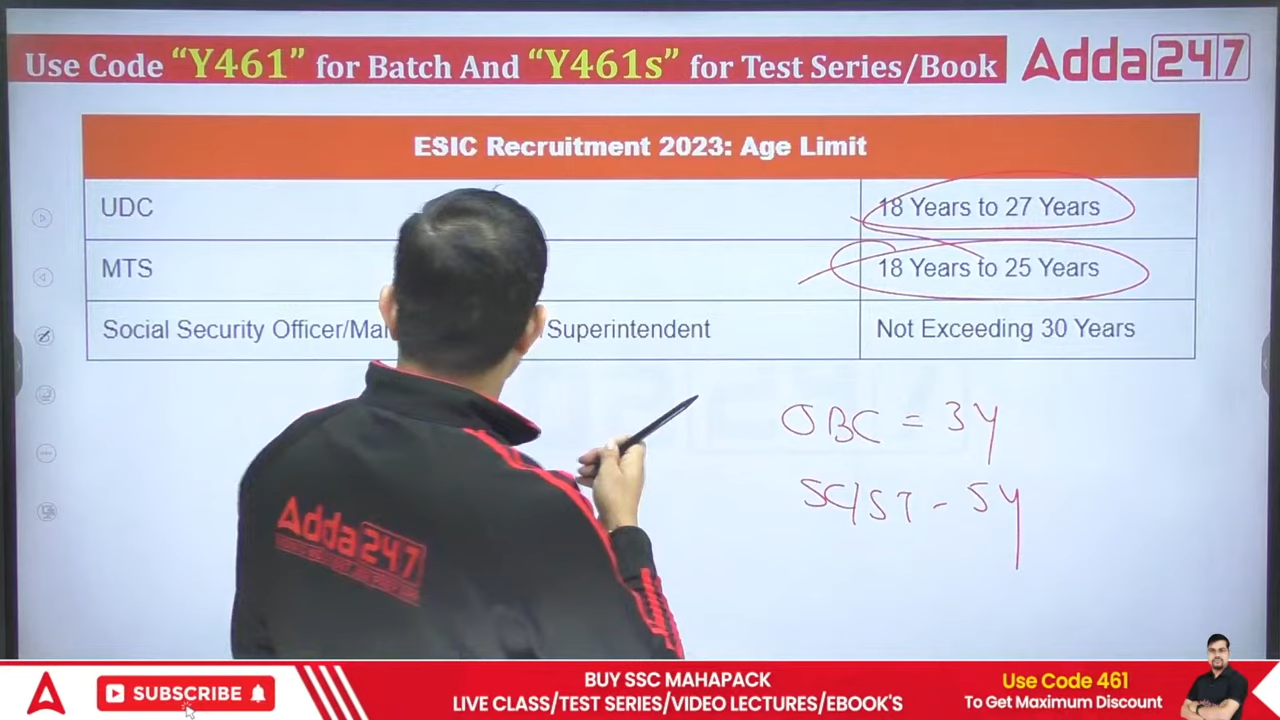 Use Code “Y461” for Batch And “Y461s” for Test Series/Book
Adda247
ESIC Recruitment 2023: Age Limit
UDC
18 Years to 27 Years
MTS
18 Years to 25 Years
Social Security Officer/ Superintendent
Not Exceeding 30 Years
OBC = 3Y
SC/ST - 5Y
Adda247
SUBSCRIBE
BUY SSC MAHAPACK
LIVE CLASS/TEST SERIES/VIDEO LECTURES/EBOOK'S
Use Code 461
To Get Maximum Discount